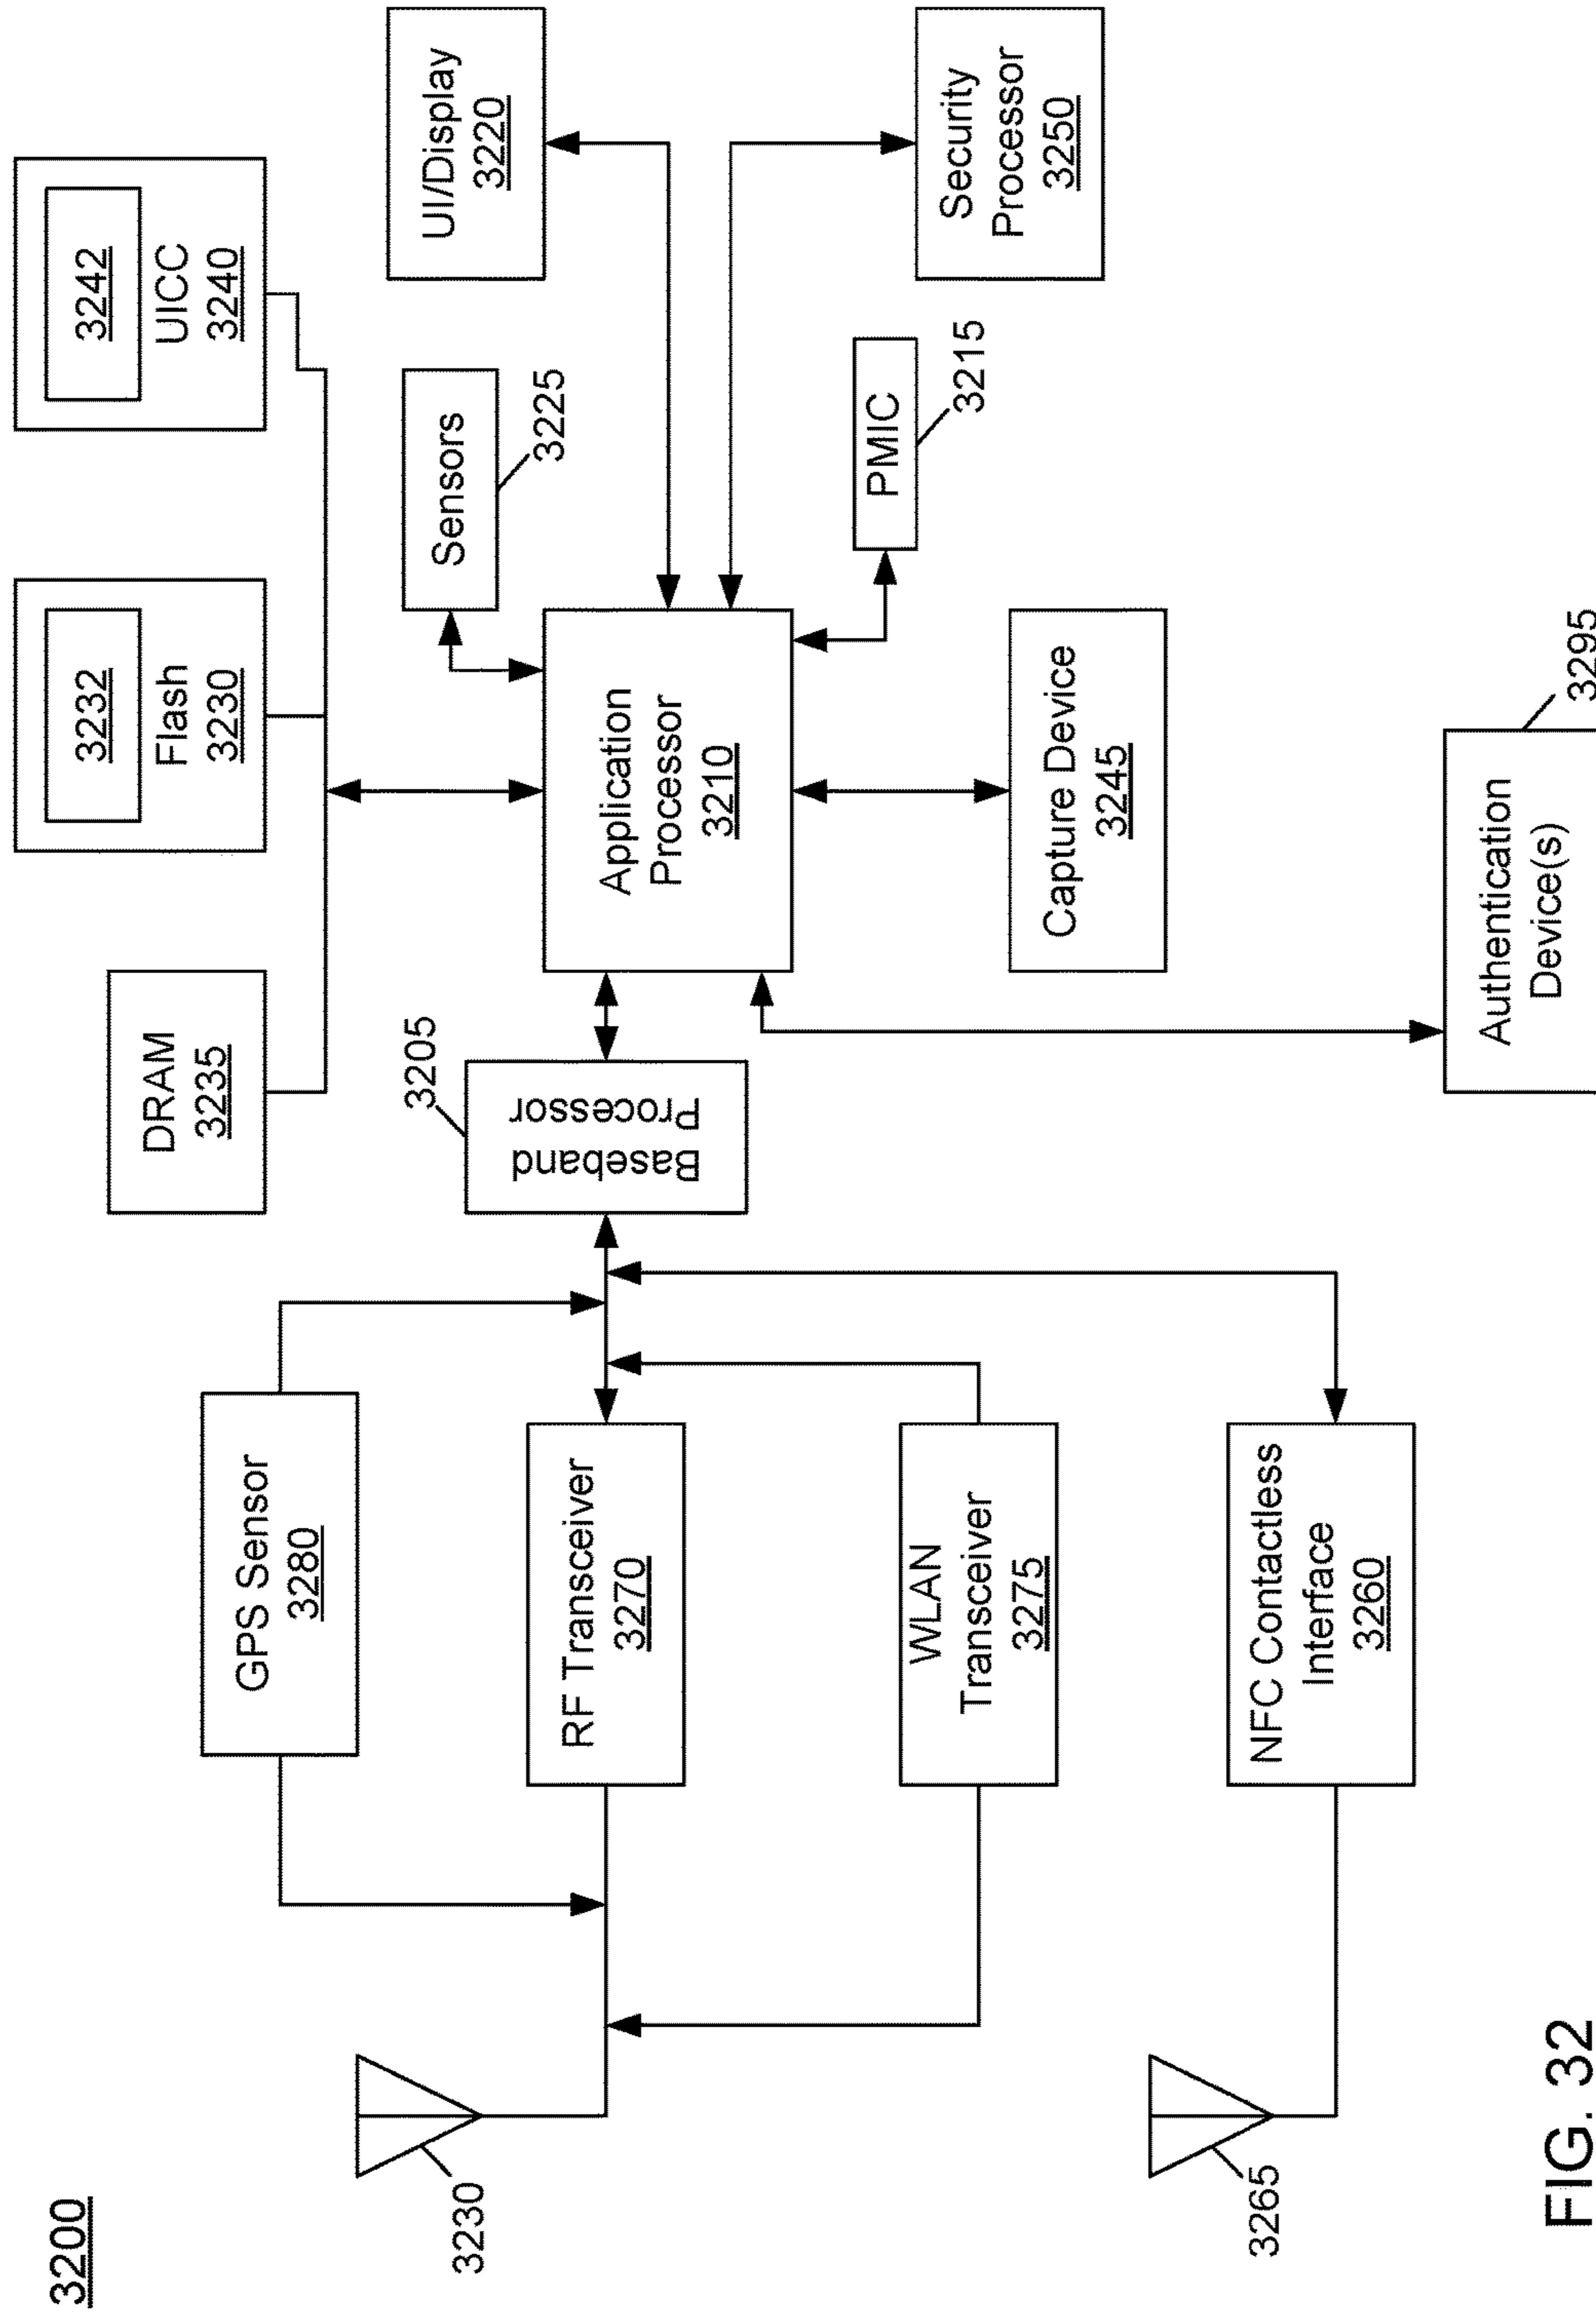 3200
3230
3265
GPS Sensor
3280
RF Transceiver
3270
WLAN
Transceiver
3275
NFC Contactless
Interface
3260
DRAM
3235
3232
Flash
3230
3242
UICC
3240
3205
Baseband
Processor
Application
Processor
3210
Sensors
3225
UI/Display
3220
Security
Processor
3250
PMIC
3215
Capture Device
3245
Authentication
Device(s)
3295
FIG. 32